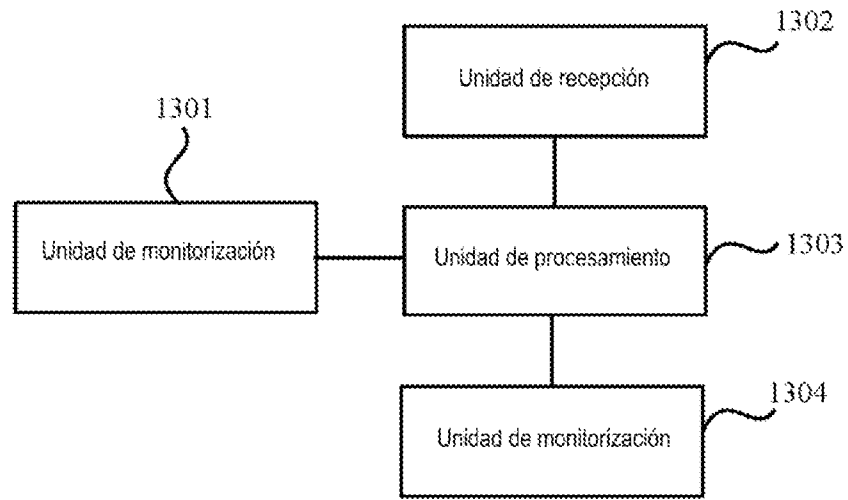 1302
Unidad de recepción
1301
Unidad de monitorización
Unidad de procesamiento
1303
1304
Unidad de monitorización